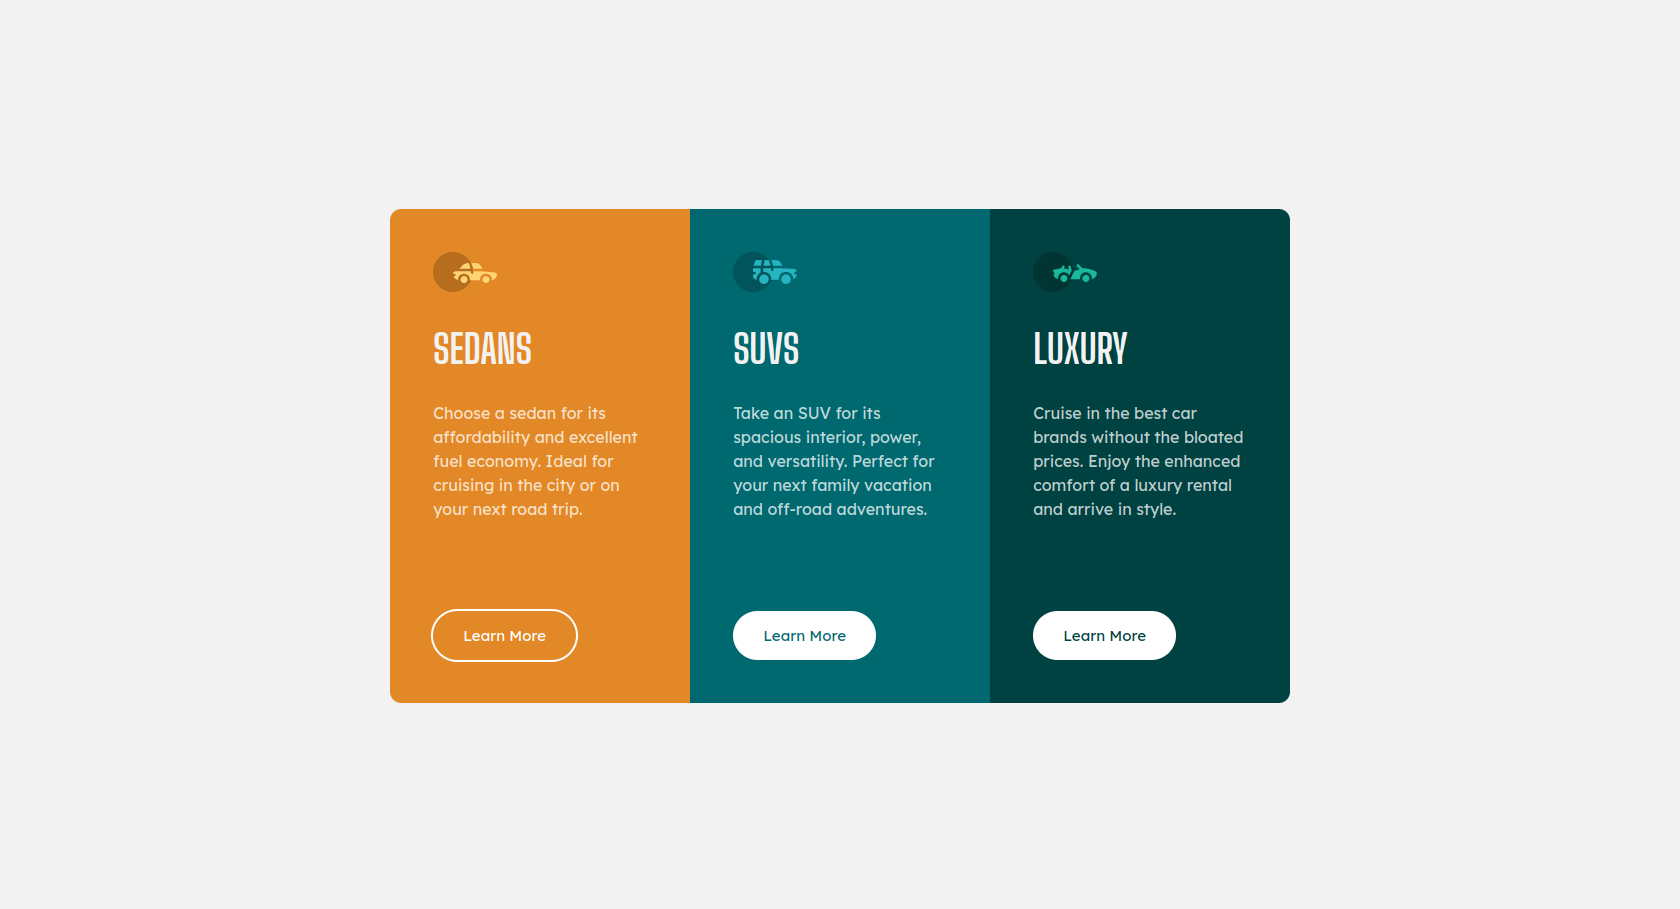 SEDANS
Choose a sedan for its
affordability and excellent
fuel economy. Ideal for
cruising in the city or on
your next road trip.
Learn More
SUVS
Take an SUV for its
spacious interior, power,
and versatility. Perfect for
your next family vacation
and off-road adventures.
Learn More
LUXURY
Cruise in the best car
brands without the bloated
prices. Enjoy the enhanced
comfort of a luxury rental
and arrive in style.
Learn More